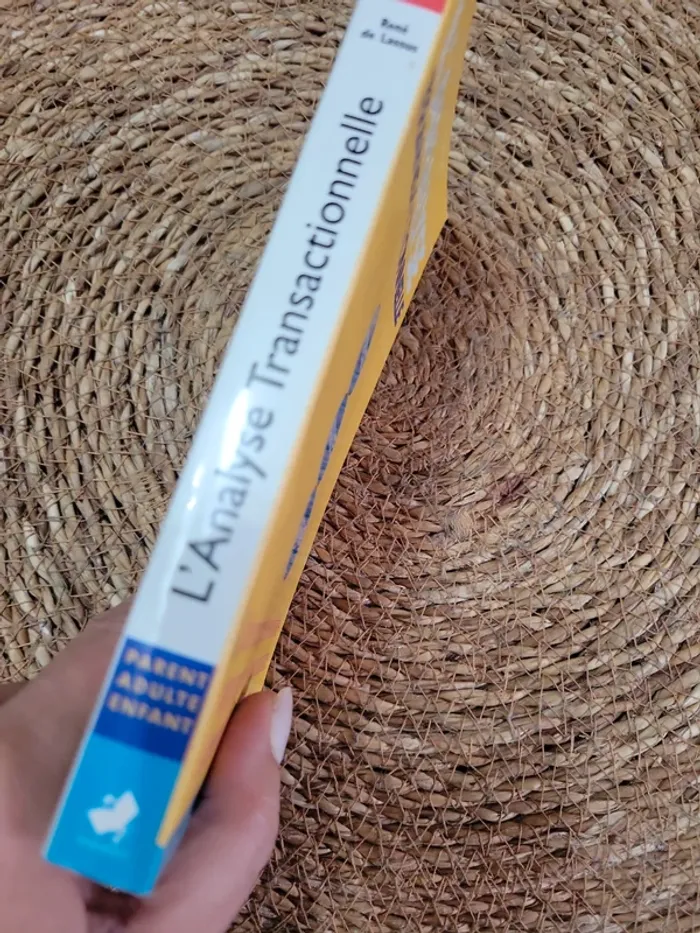 René
de Lassus
L'Analyse Transactionnelle
PARENT
ADULTE
ENFANT